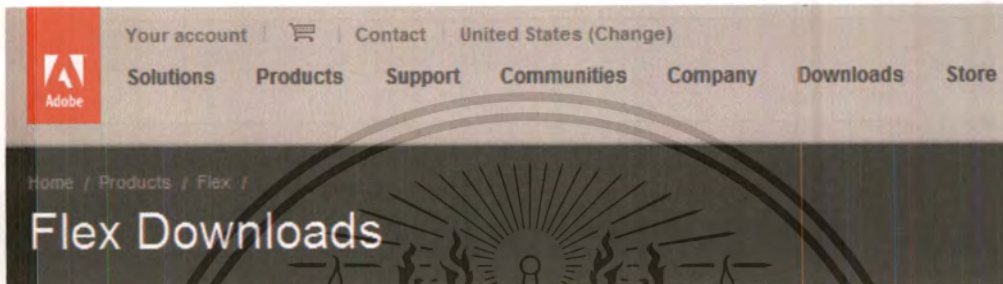 Your account | Contact | United States (Change)
Adobe
Solutions Products Support Communities Company Downloads Store
Home / Products / Flex /
Flex Downloads